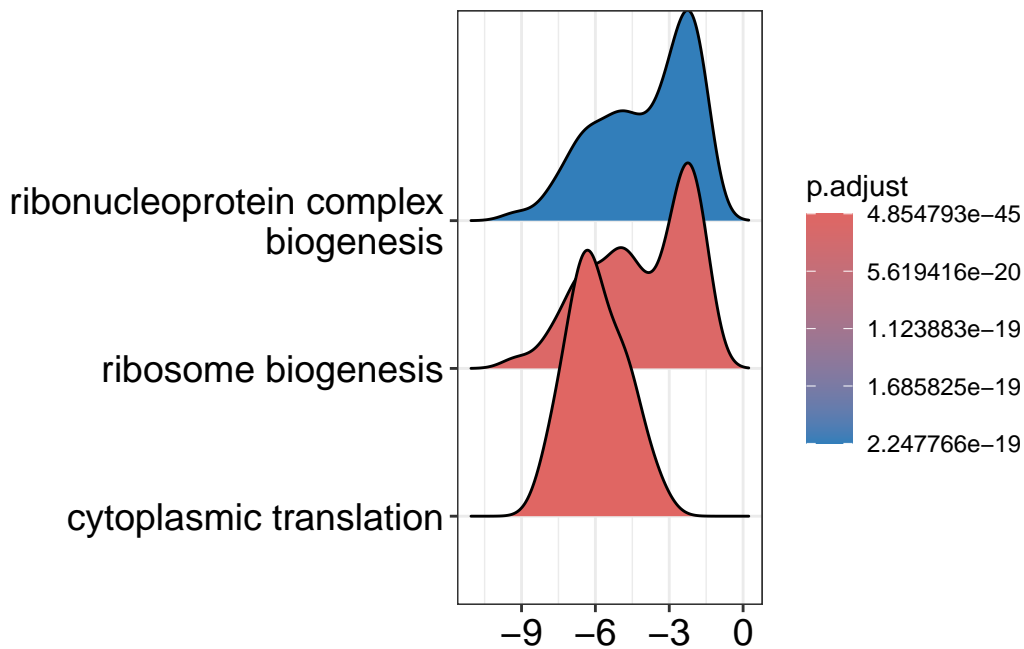 ribonucleoprotein complex
biogenesis
ribosome biogenesis
cytoplasmic translation
−9 −6 −3 0
p.adjust
4.854793e−45
5.619416e−20
1.123883e−19
1.685825e−19
2.247766e−19